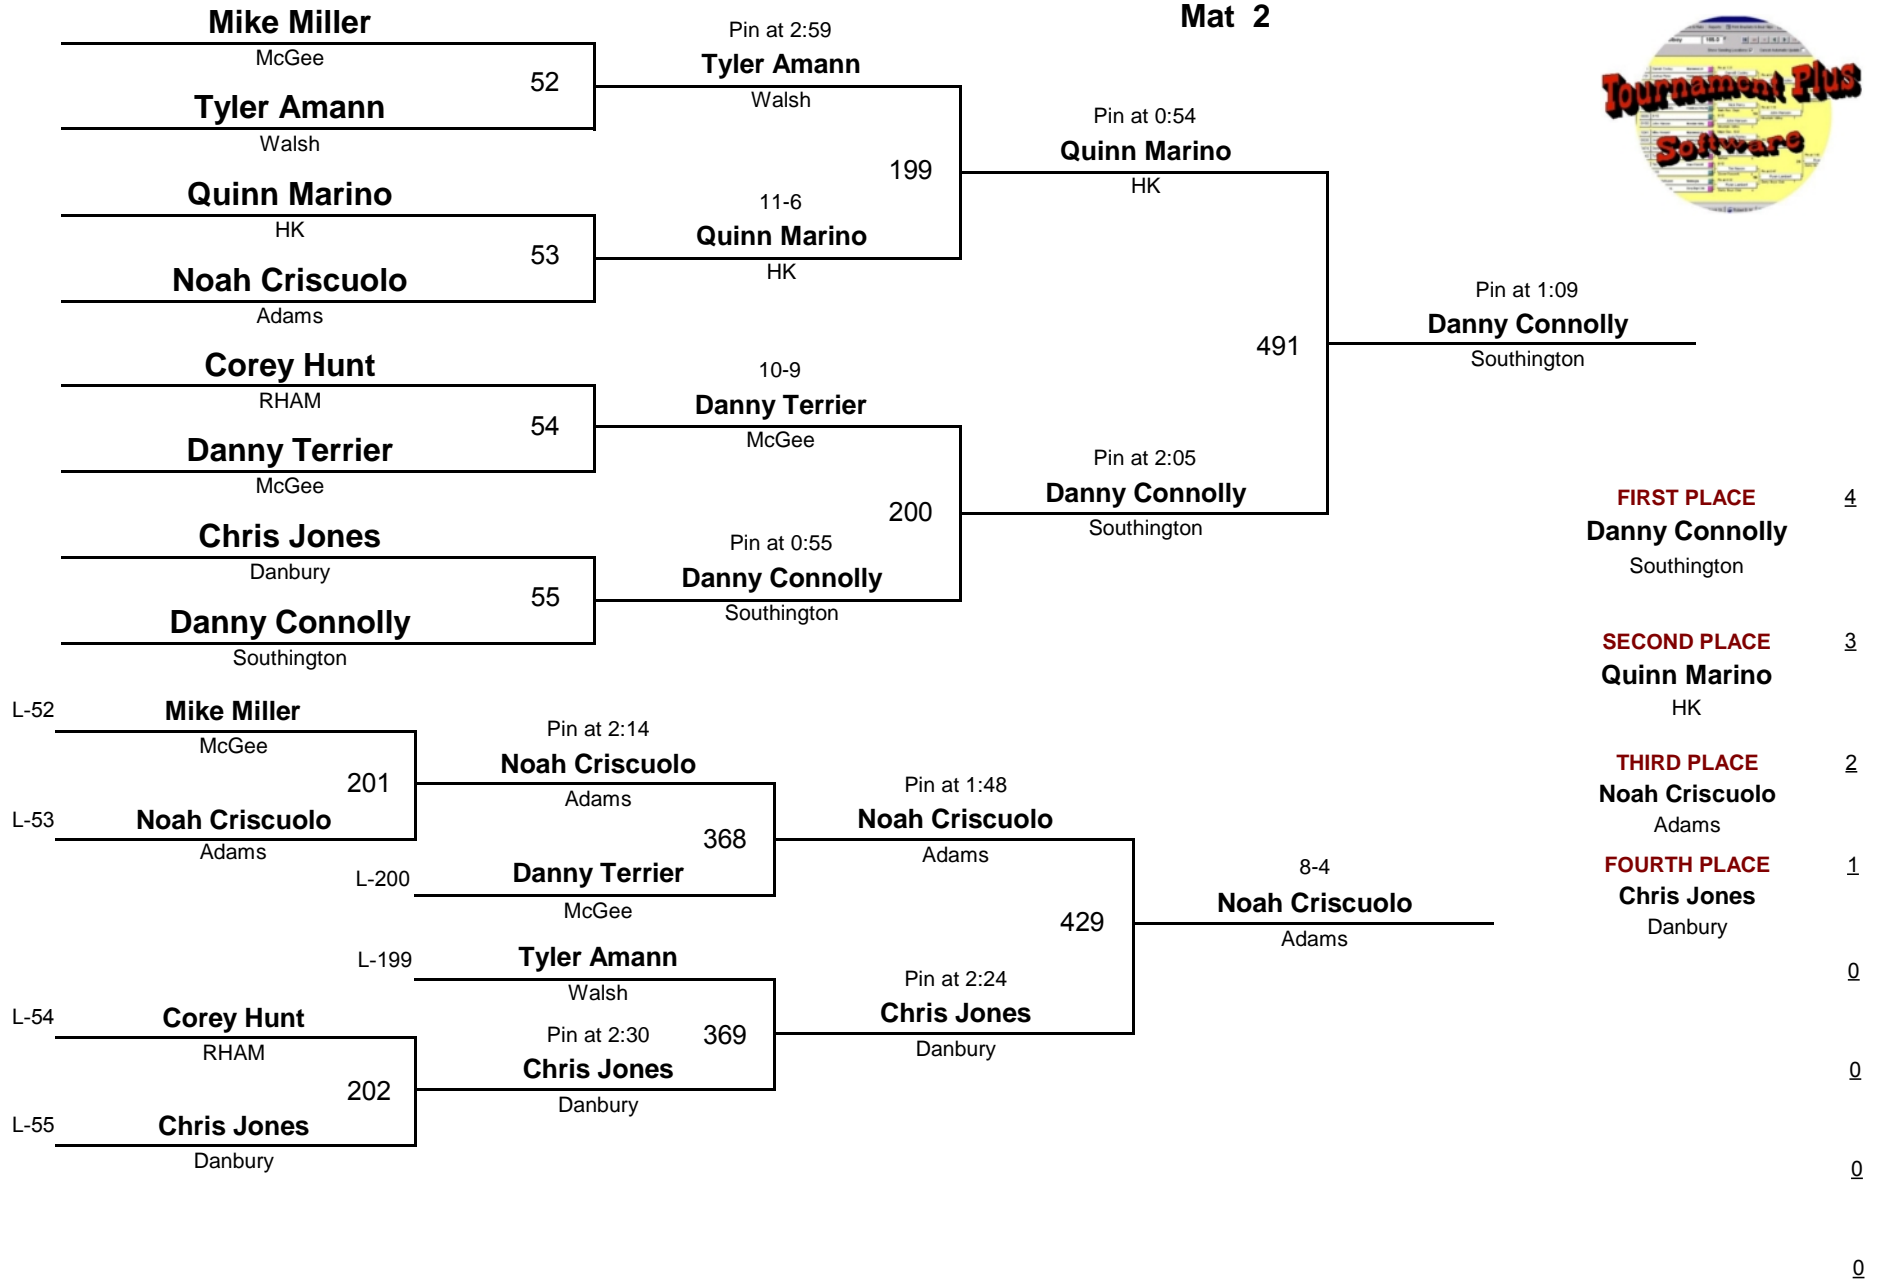 Mat 2
Tournament Plus
Software
Mike Miller
McGee
52
Tyler Amann
Walsh
Quinn Marino
HK
53
Noah Criscuolo
Adams
Corey Hunt
RHAM
54
Danny Terrier
McGee
Chris Jones
Danbury
55
Danny Connolly
Southington
Pin at 2:59
Tyler Amann
Walsh
199
11-6
Quinn Marino
HK
10-9
Danny Terrier
McGee
200
Pin at 0:55
Danny Connolly
Southington
Pin at 0:54
Quinn Marino
HK
491
Pin at 2:05
Danny Connolly
Southington
Pin at 1:09
Danny Connolly
Southington
FIRST PLACE 4
Danny Connolly
Southington
SECOND PLACE 3
Quinn Marino
HK
THIRD PLACE 2
Noah Criscuolo
Adams
FOURTH PLACE 1
Chris Jones
Danbury
0
0
0
0
L-52 Mike Miller
McGee
201
L-53 Noah Criscuolo
Adams
L-54 Corey Hunt
RHAM
202
L-55 Chris Jones
Danbury
Pin at 2:14
Noah Criscuolo
Adams
368
L-200 Danny Terrier
McGee
L-199 Tyler Amann
Walsh
369
Pin at 2:30
Chris Jones
Danbury
Pin at 1:48
Noah Criscuolo
Adams
429
Pin at 2:24
Chris Jones
Danbury
8-4
Noah Criscuolo
Adams